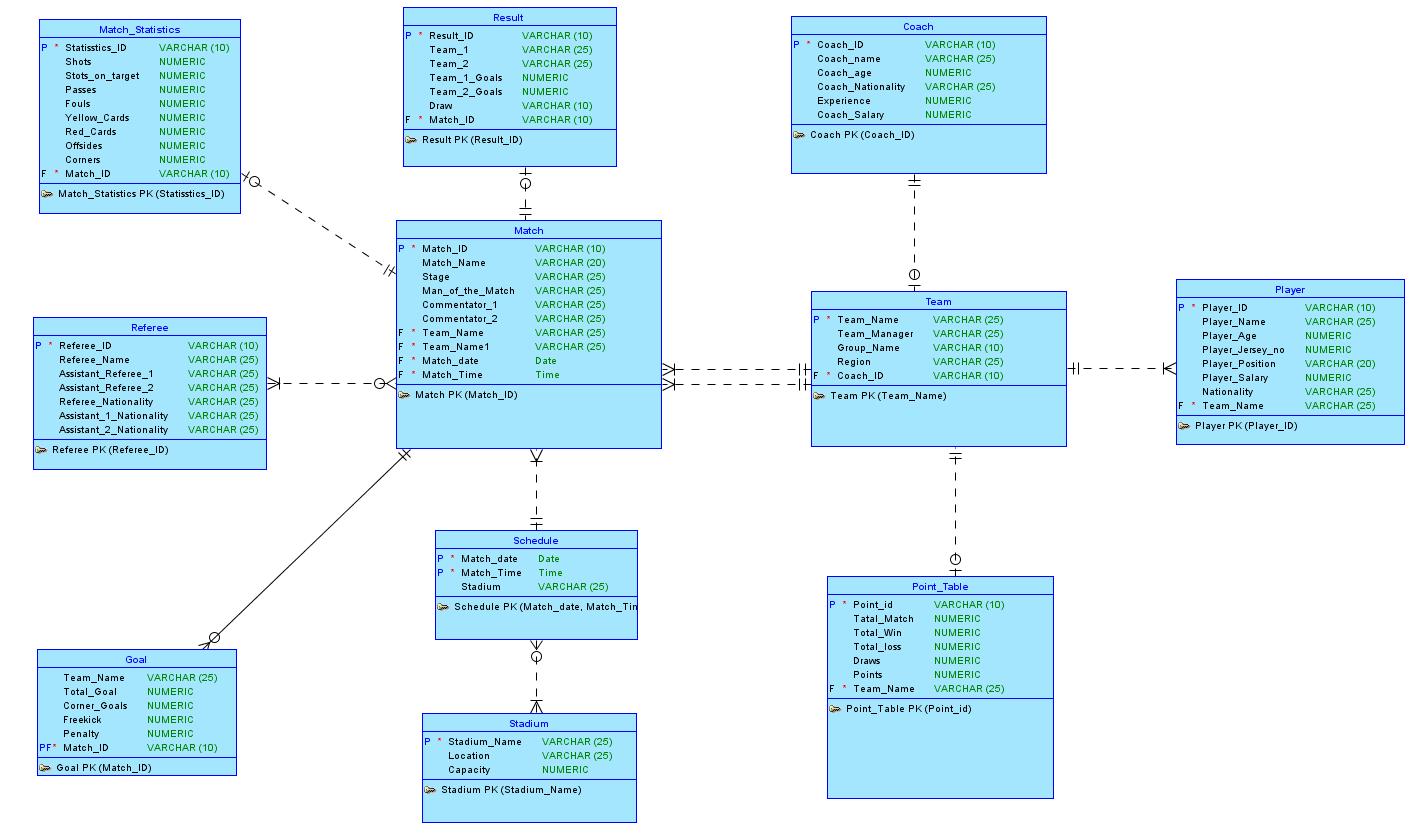 Match_Statistics
P * Statisstics_ID VARCHAR (10)
Shots NUMERIC
Stots_on_target NUMERIC
Passes NUMERIC
Fouls NUMERIC
Yellow_Cards NUMERIC
Red_Cards NUMERIC
Offsides NUMERIC
Corners NUMERIC
F * Match_ID VARCHAR (10)
Match_Statistics PK (Statisstics_ID)
Result
P * Result_ID VARCHAR (10)
Team_1 VARCHAR (25)
Team_2 VARCHAR (25)
Team_1_Goals NUMERIC
Team_2_Goals NUMERIC
Draw VARCHAR (10)
F * Match_ID VARCHAR (10)
Result PK (Result_ID)
Coach
P * Coach_ID VARCHAR (10)
Coach_name VARCHAR (25)
Coach_age NUMERIC
Coach_Nationality VARCHAR (25)
Experience NUMERIC
Coach_Salary NUMERIC
Coach PK (Coach_ID)
Match
P * Match_ID VARCHAR (10)
Match_Name VARCHAR (20)
Stage VARCHAR (25)
Man_of_the_Match VARCHAR (25)
Commentator_1 VARCHAR (25)
Commentator_2 VARCHAR (25)
F * Team_Name VARCHAR (25)
F * Team_Name1 VARCHAR (25)
F * Match_date Date
F * Match_Time Time
Match PK (Match_ID)
Team
P * Team_Name VARCHAR (25)
Team_Manager VARCHAR (25)
Group_Name VARCHAR (10)
Region VARCHAR (25)
F * Coach_ID VARCHAR (10)
Team PK (Team_Name)
Player
P * Player_ID VARCHAR (10)
Player_Name VARCHAR (25)
Player_Age NUMERIC
Player_Jersey_no NUMERIC
Player_Position VARCHAR (20)
Player_Salary NUMERIC
Nationality VARCHAR (25)
F * Team_Name VARCHAR (25)
Player PK (Player_ID)
Referee
P * Referee_ID VARCHAR (10)
Referee_Name VARCHAR (25)
Assistant_Referee_1 VARCHAR (25)
Assistant_Referee_2 VARCHAR (25)
Referee_Nationality VARCHAR (25)
Assistant_1_Nationality VARCHAR (25)
Assistant_2_Nationality VARCHAR (25)
Referee PK (Referee_ID)
Schedule
P * Match_date Date
P * Match_Time Time
Stadium VARCHAR (25)
Schedule PK (Match_date, Match_Tin
Point_Table
P * Point_id VARCHAR (10)
Tatal_Match NUMERIC
Total_Win NUMERIC
Total_loss NUMERIC
Draws NUMERIC
Points NUMERIC
F * Team_Name VARCHAR (25)
Point_Table PK (Point_id)
Goal
Team_Name VARCHAR (25)
Total_Goal NUMERIC
Corner_Goals NUMERIC
Freekick NUMERIC
Penalty NUMERIC
PF* Match_ID VARCHAR (10)
Goal PK (Match_ID)
Stadium
P * Stadium_Name VARCHAR (25)
Location VARCHAR (25)
Capacity NUMERIC
Stadium PK (Stadium_Name)